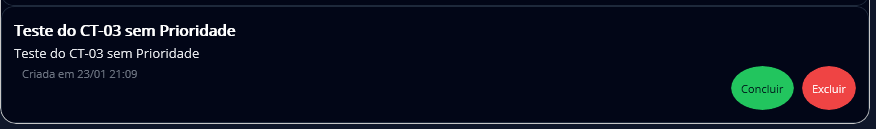 Teste do CT-03 sem Prioridade
Teste do CT-03 sem Prioridade
Criada em 23/01 21:09
Concluir
Excluir